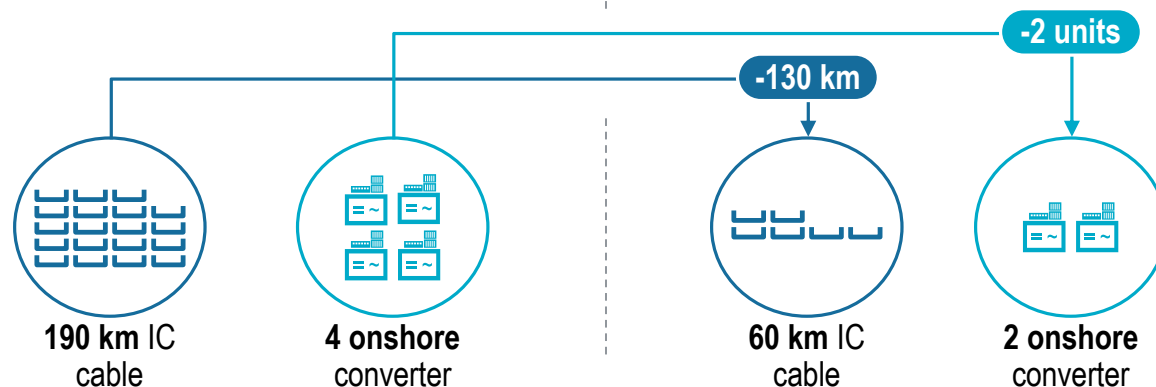 -2 units
-130 km
= ~
= ~
= ~
= ~
= ~
= ~
190 km IC
cable
4 onshore
converter
60 km IC
cable
2 onshore
converter